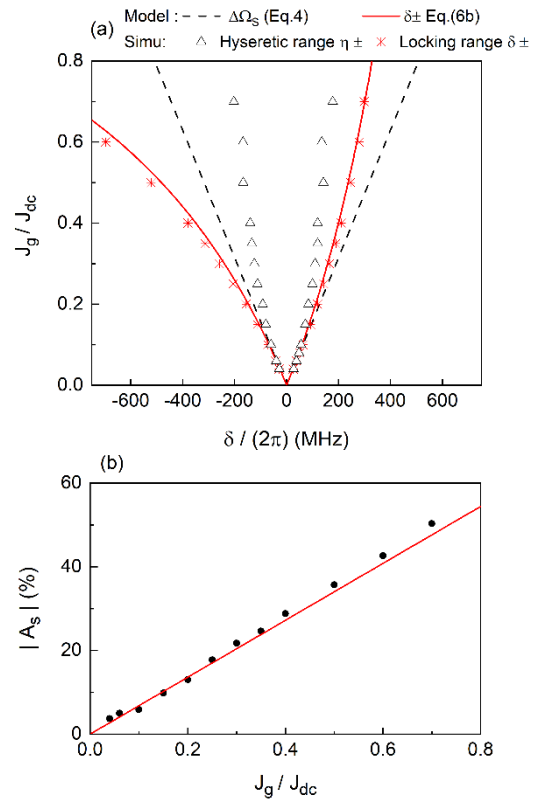 Model : - - - ΔΩS (Eq.4) — δ± Eq.(6b)
(a) Simu: △ Hyseretic range η ± ✳ Locking range δ ±
0.8
0.6
0.4
0.2
0.0
Jg / Jdc
-600 -400 -200 0 200 400 600
δ / (2π) (MHz)
(b)
60
40
20
0
| As | (%)
0.0 0.2 0.4 0.6 0.8
Jg / Jdc